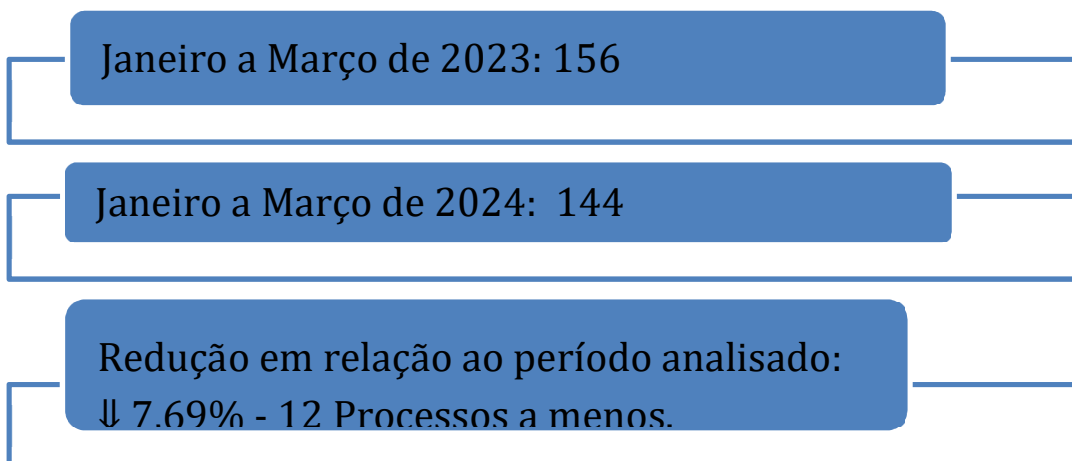 Janeiro a Março de 2023: 156
Janeiro a Março de 2024:  144
Redução em relação ao período analisado:
⇓ 7.69% - 12 Processos a menos.